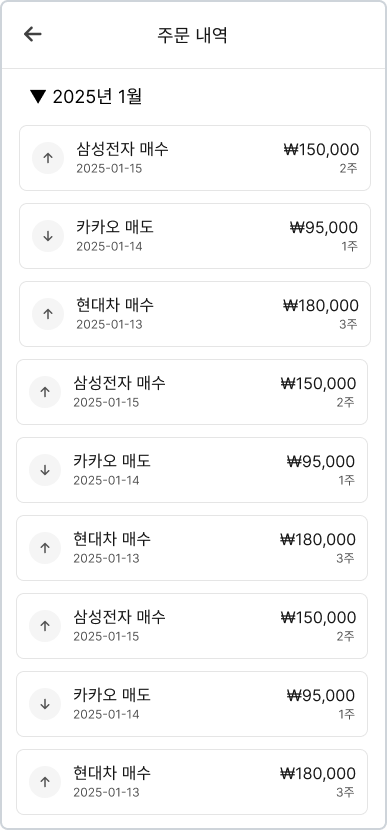 주문 내역
▼ 2025년 1월
삼성전자 매수
₩150,000
2025-01-15
2주
카카오 매도
₩95,000
2025-01-14
1주
현대차 매수
₩180,000
2025-01-13
3주
삼성전자 매수
₩150,000
2025-01-15
2주
카카오 매도
₩95,000
2025-01-14
1주
현대차 매수
₩180,000
2025-01-13
3주
삼성전자 매수
₩150,000
2025-01-15
2주
카카오 매도
₩95,000
2025-01-14
1주
현대차 매수
₩180,000
2025-01-13
3주